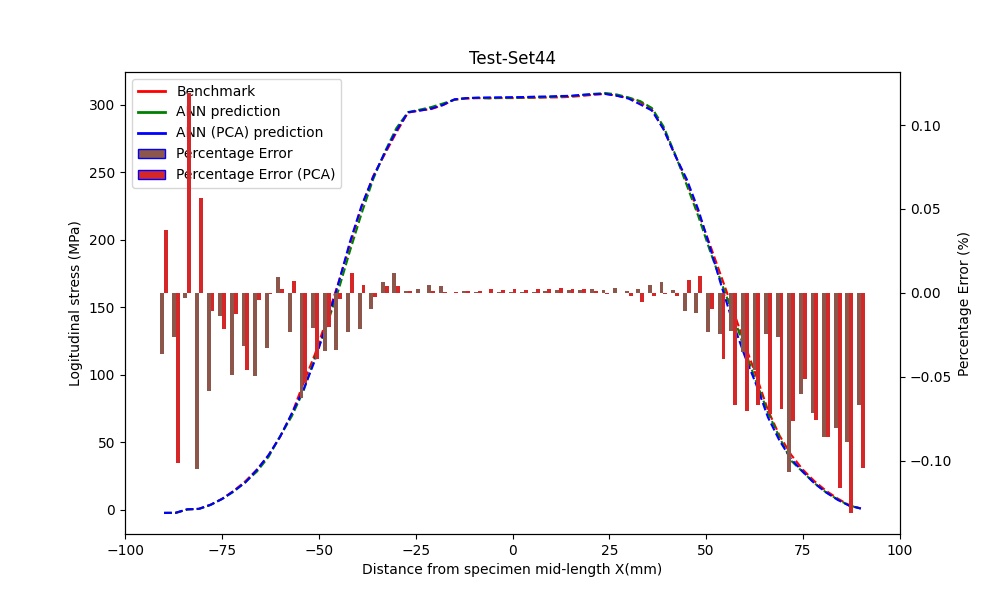 Test-Set44
Benchmark
ANN prediction
ANN (PCA) prediction
Percentage Error
Percentage Error (PCA)
Logitudinal stress (MPa)
300
250
200
150
100
50
0
0.10
0.05
0.00
−0.05
−0.10
Percentage Error (%)
−100 −75 −50 −25 0 25 50 75 100
Distance from specimen mid-length X(mm)